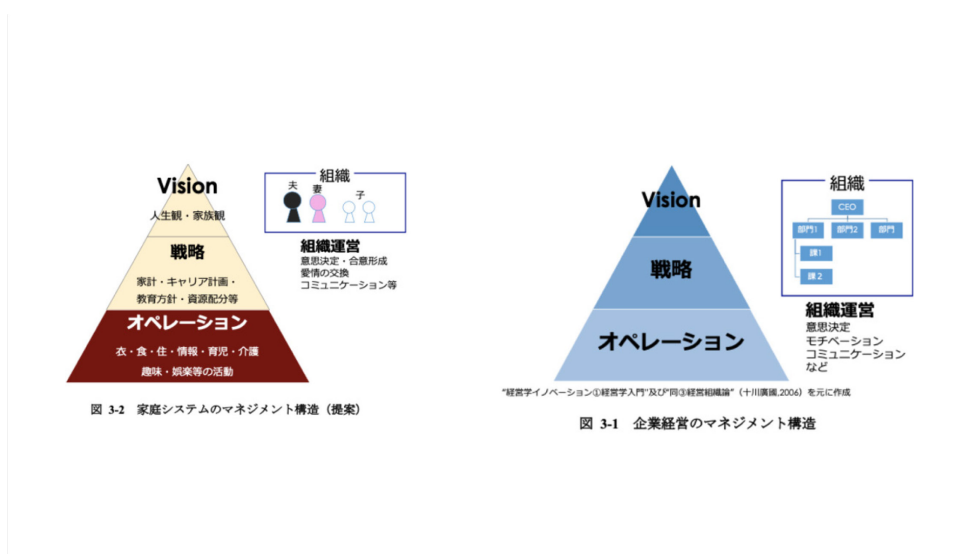 Vision
人生観・家族観
戦略
家計・キャリア計画・
教育方針・資源配分等
オペレーション
衣・食・住・情報・育児・介護
趣味・娯楽等の活動
組織
夫
妻
子
組織運営
意思決定・合意形成
愛情の交換
コミュニケーション等
図 3-2 家庭システムのマネジメント構造（提案）
Vision
戦略
オペレーション
組織
CEO
部門1
部門2
部門
課1
課2
組織運営
意思決定
モチベーション
コミュニケーション
など
"経営学イノベーション①経営学入門"及び"同③経営組織論"（十川廣國,2006）を元に作成
図 3-1 企業経営のマネジメント構造